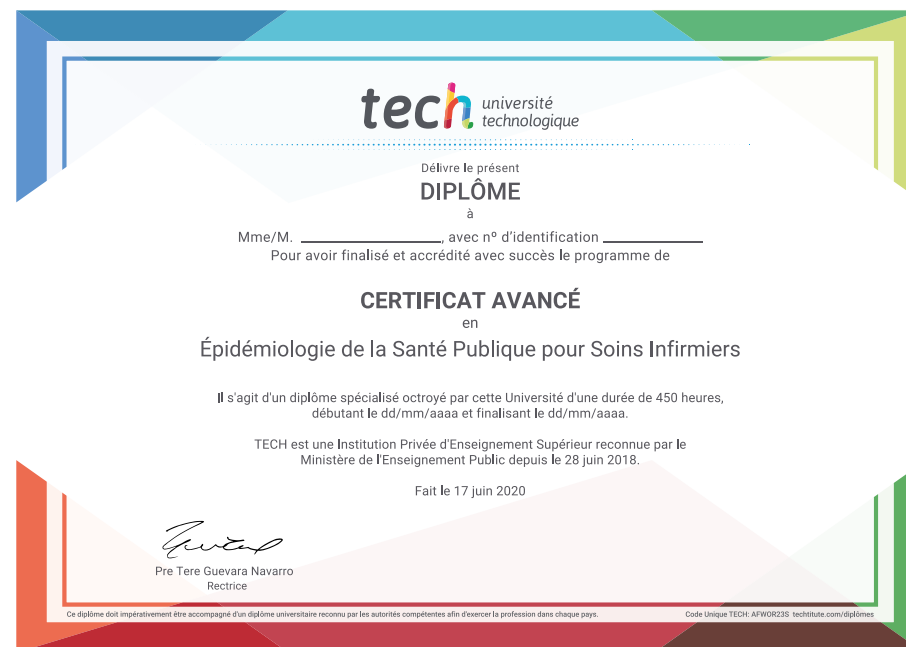 tech université
technologique
Délivre le présent
DIPLÔME
à
Mme/M. ____________________, avec nº d'identification ______________
Pour avoir finalisé et accrédité avec succès le programme de
CERTIFICAT AVANCÉ
en
Épidémiologie de la Santé Publique pour Soins Infirmiers
Il s'agit d'un diplôme spécialisé octroyé par cette Université d'une durée de 450 heures,
débutant le dd/mm/aaaa et finalisant le dd/mm/aaaa.
TECH est une Institution Privée d'Enseignement Supérieur reconnue par le
Ministère de l'Enseignement Public depuis le 28 juin 2018.
Fait le 17 juin 2020
Pre Tere Guevara Navarro
Rectrice
Ce diplôme doit impérativement être accompagné d'un diplôme universitaire reconnu par les autorités compétentes afin d'exercer la profession dans chaque pays.
Code Unique TECH: AFWOR23S techtitute.com/diplômes